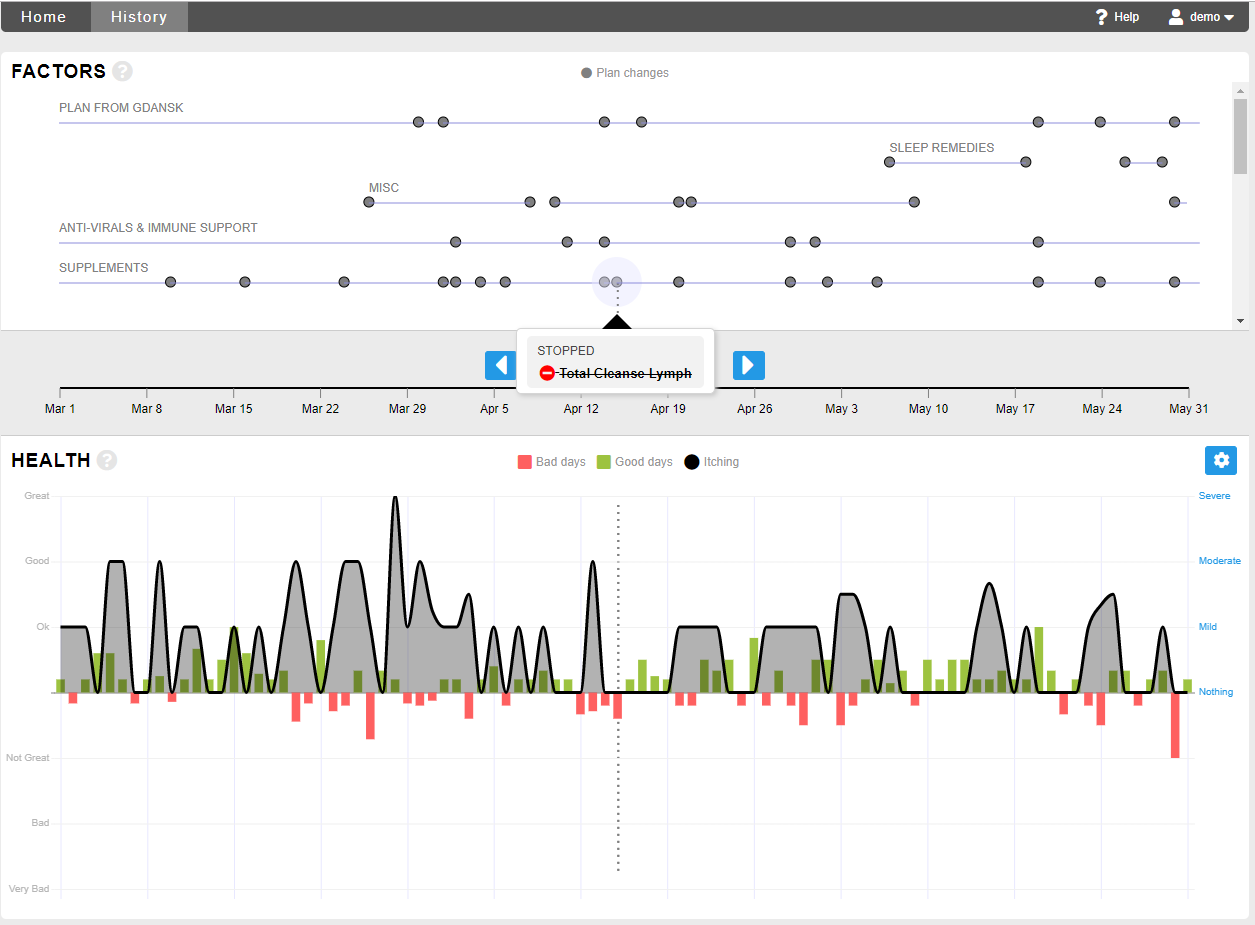 Home History ? Help demo
FACTORS ?
Plan changes
PLAN FROM GDANSK
SLEEP REMEDIES
MISC
ANTI-VIRALS & IMMUNE SUPPORT
SUPPLEMENTS
STOPPED
Total Cleanse Lymph
Mar 1 Mar 8 Mar 15 Mar 22 Mar 29 Apr 5 Apr 12 Apr 19 Apr 26 May 3 May 10 May 17 May 24 May 31
HEALTH ?
Bad days Good days Itching
Great Severe
Good Moderate
Ok Mild
Nothing
Not Great
Bad
Very Bad